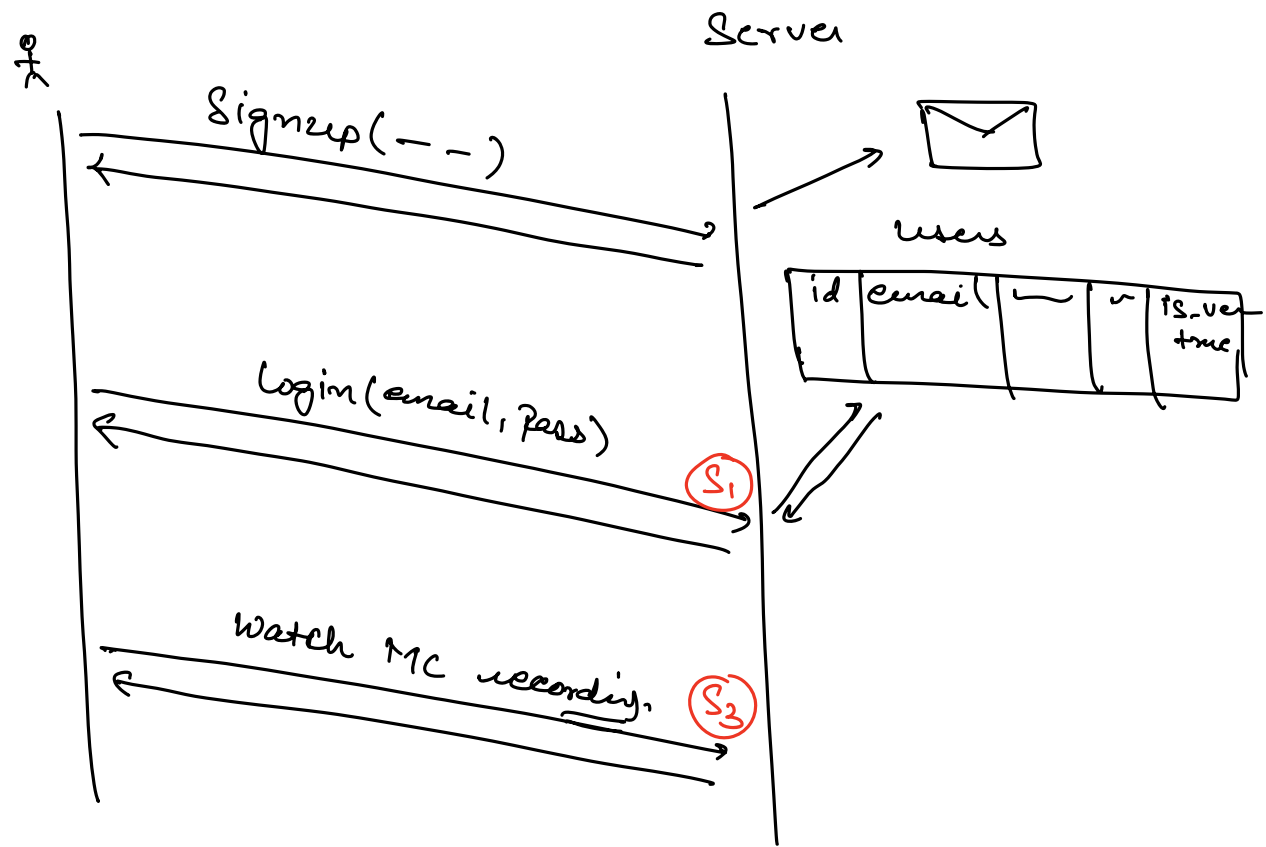 Server
Signup(--)
users
id email is_ver
true
Login(email, Pass)
S1
Watch MC recording.
S3